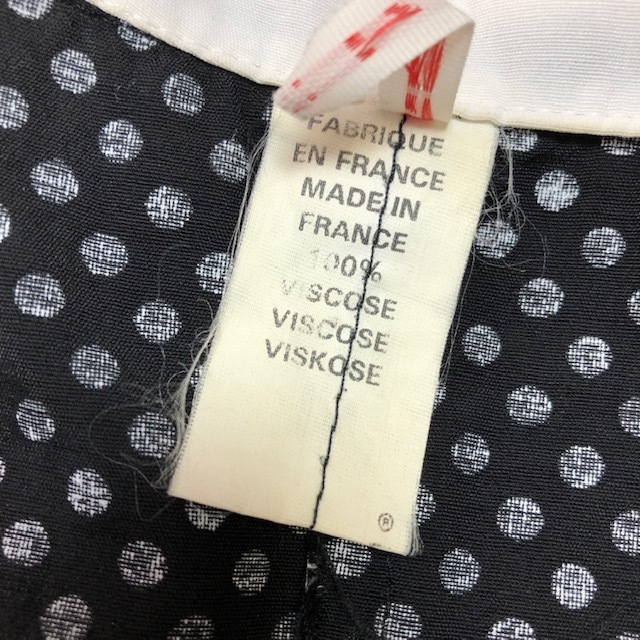 FABRIQUE
EN FRANCE
MADE IN
FRANCE
100%
VISCOSE
VISCOSE
VISKOSE
®